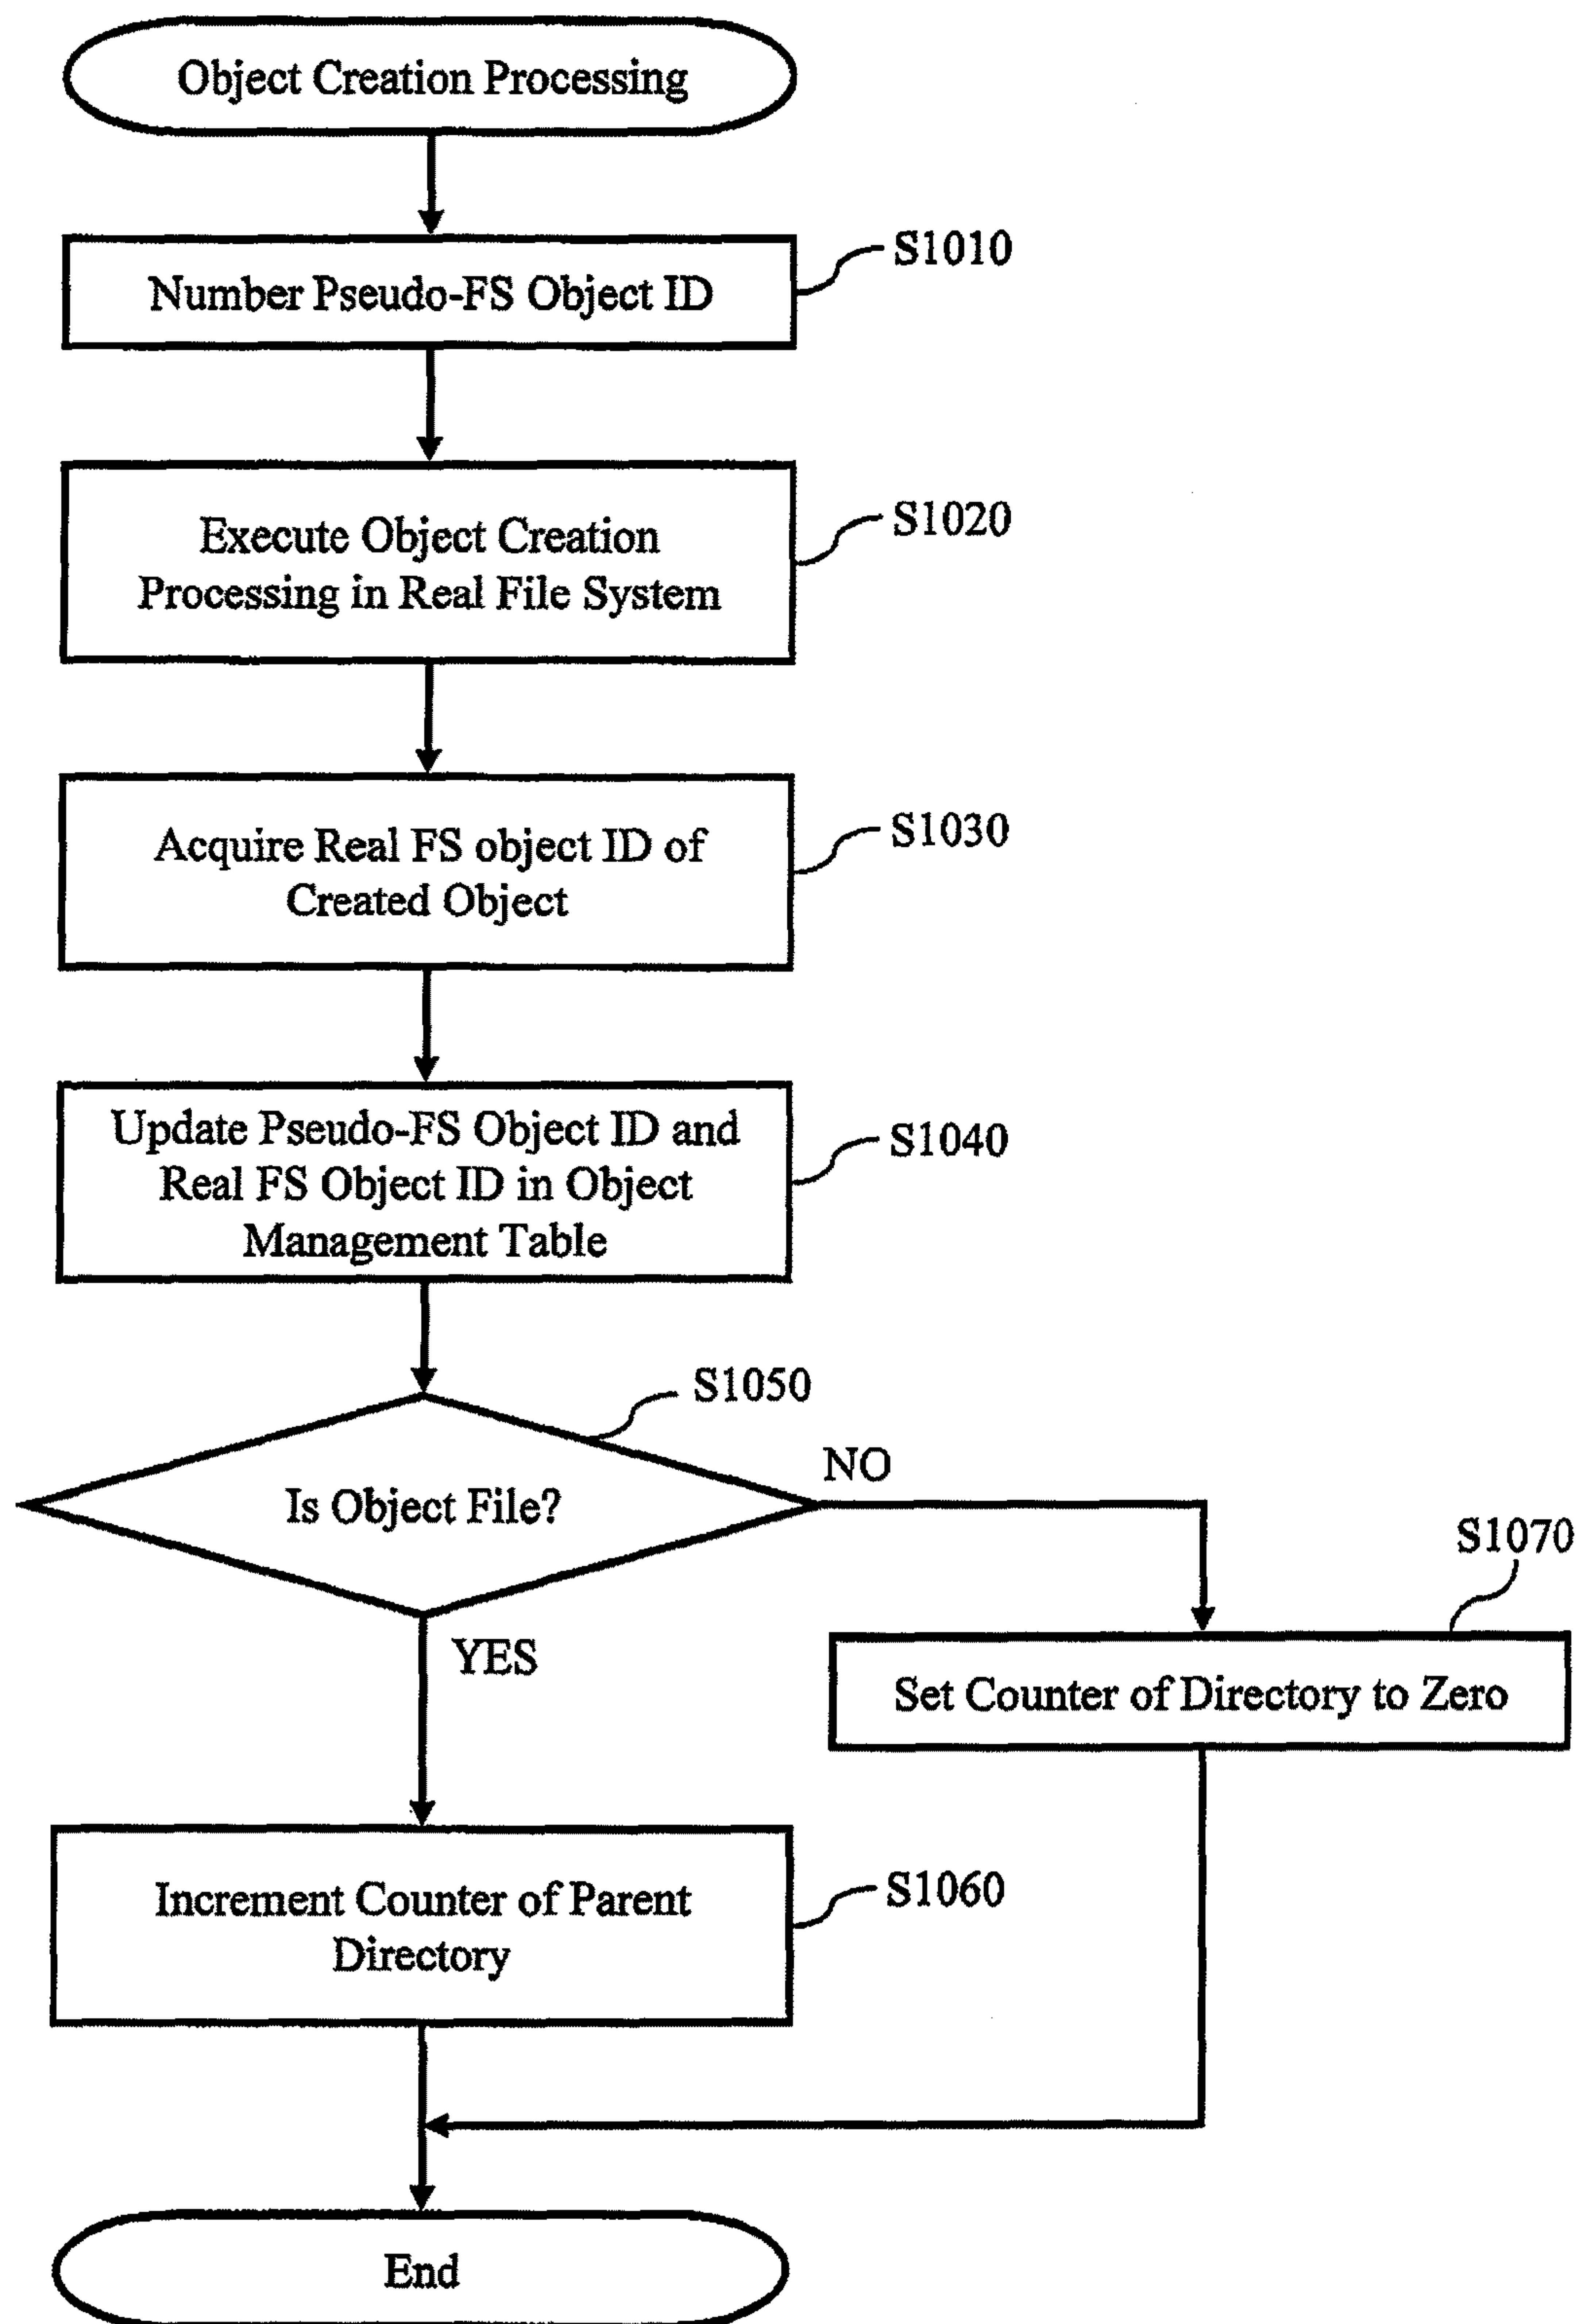 Object Creation Processing
S1010
Number Pseudo-FS Object ID
S1020
Execute Object Creation
Processing in Real File System
S1030
Acquire Real FS object ID of
Created Object
S1040
Update Pseudo-FS Object ID and
Real FS Object ID in Object
Management Table
S1050
Is Object File?
NO
YES
S1070
Set Counter of Directory to Zero
S1060
Increment Counter of Parent
Directory
End